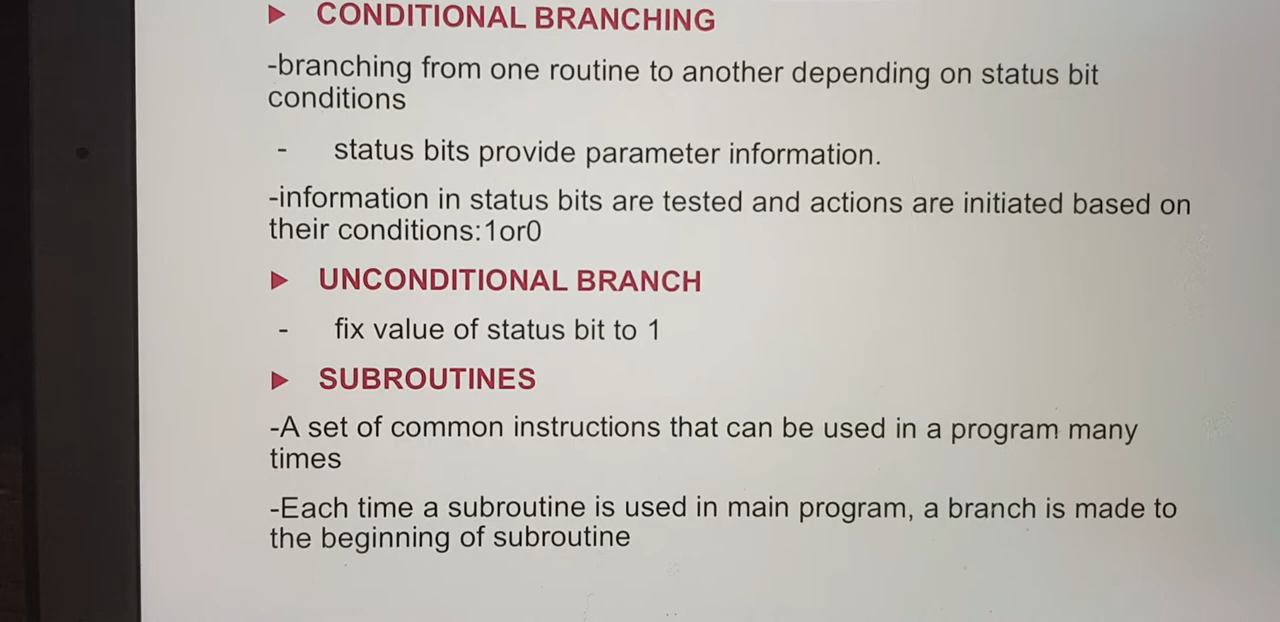 CONDITIONAL BRANCHING
-branching from one routine to another depending on status bit
conditions
- status bits provide parameter information.
-information in status bits are tested and actions are initiated based on
their conditions:1or0
UNCONDITIONAL BRANCH
- fix value of status bit to 1
SUBROUTINES
-A set of common instructions that can be used in a program many
times
-Each time a subroutine is used in main program, a branch is made to
the beginning of subroutine